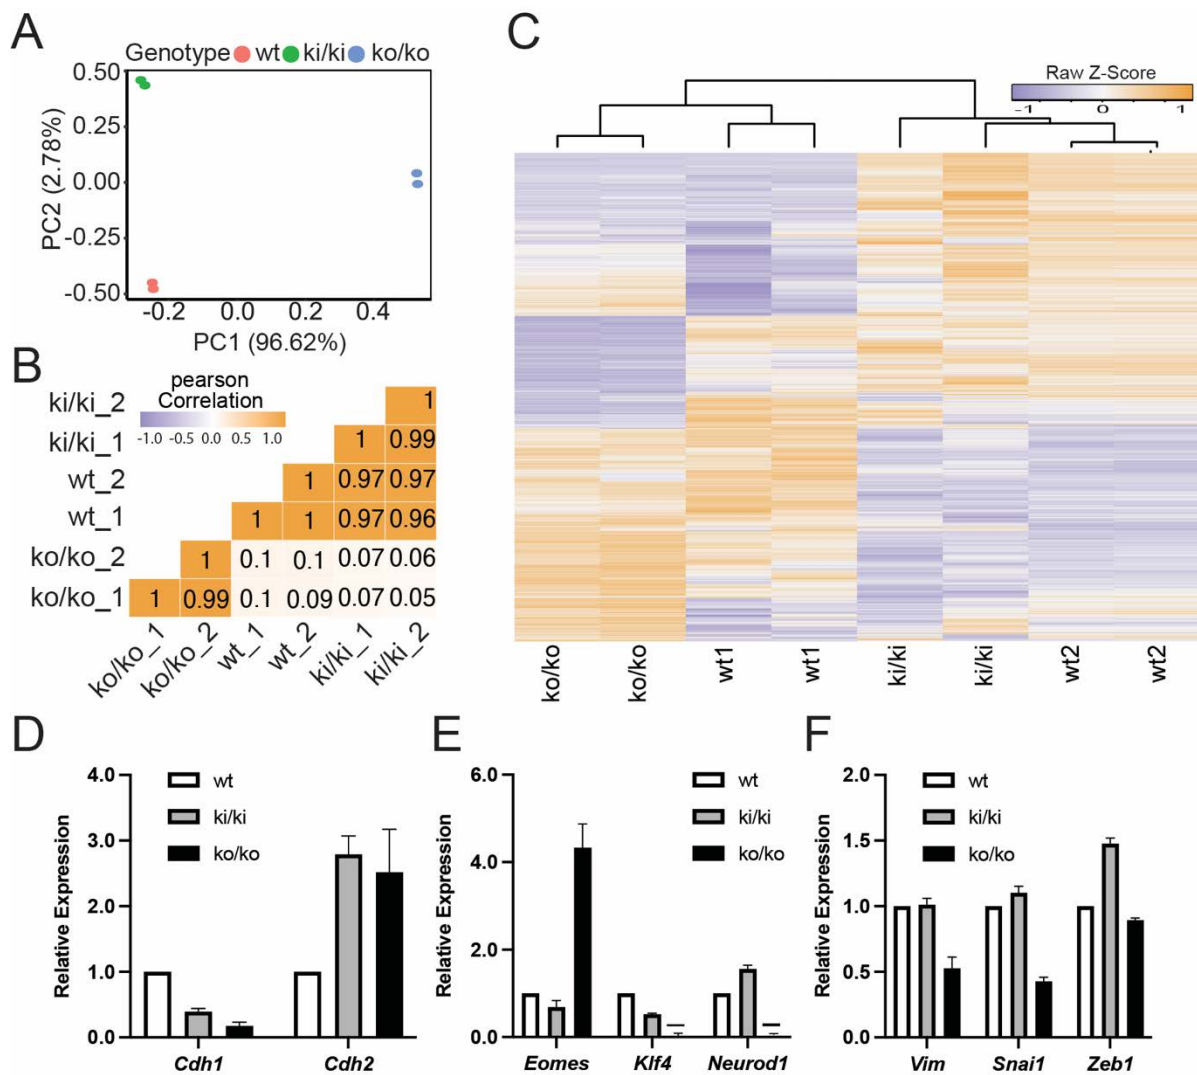 A
Genotype wt ki/ki ko/ko
0.50
0.25
0.00
-0.25
-0.50
PC2 (2.78%)
-0.2 0.0 0.2 0.4
PC1 (96.62%)
B
pearson
Correlation
-1.0 -0.5 0.0 0.5 1.0
ki/ki_2 1
ki/ki_1 1 0.99
wt_2 1 0.97 0.97
wt_1 1 1 0.97 0.96
ko/ko_2 1 0.1 0.1 0.07 0.06
ko/ko_1 1 0.99 0.1 0.09 0.07 0.05
ko/ko_1 ko/ko_2 wt_1 wt_2 ki/ki_1 ki/ki_2
C
Raw Z-Score
-1 0 1
ko/ko ko/ko wt1 wt1 ki/ki ki/ki wt2 wt2
D
4.0
3.0
2.0
1.0
0.0
Relative Expression
wt
ki/ki
ko/ko
Cdh1 Cdh2
E
6.0
4.0
2.0
0.0
Relative Expression
wt
ki/ki
ko/ko
Eomes Klf4 Neurod1
F
2.0
1.5
1.0
0.5
0.0
Relative Expression
wt
ki/ki
ko/ko
Vim Snai1 Zeb1